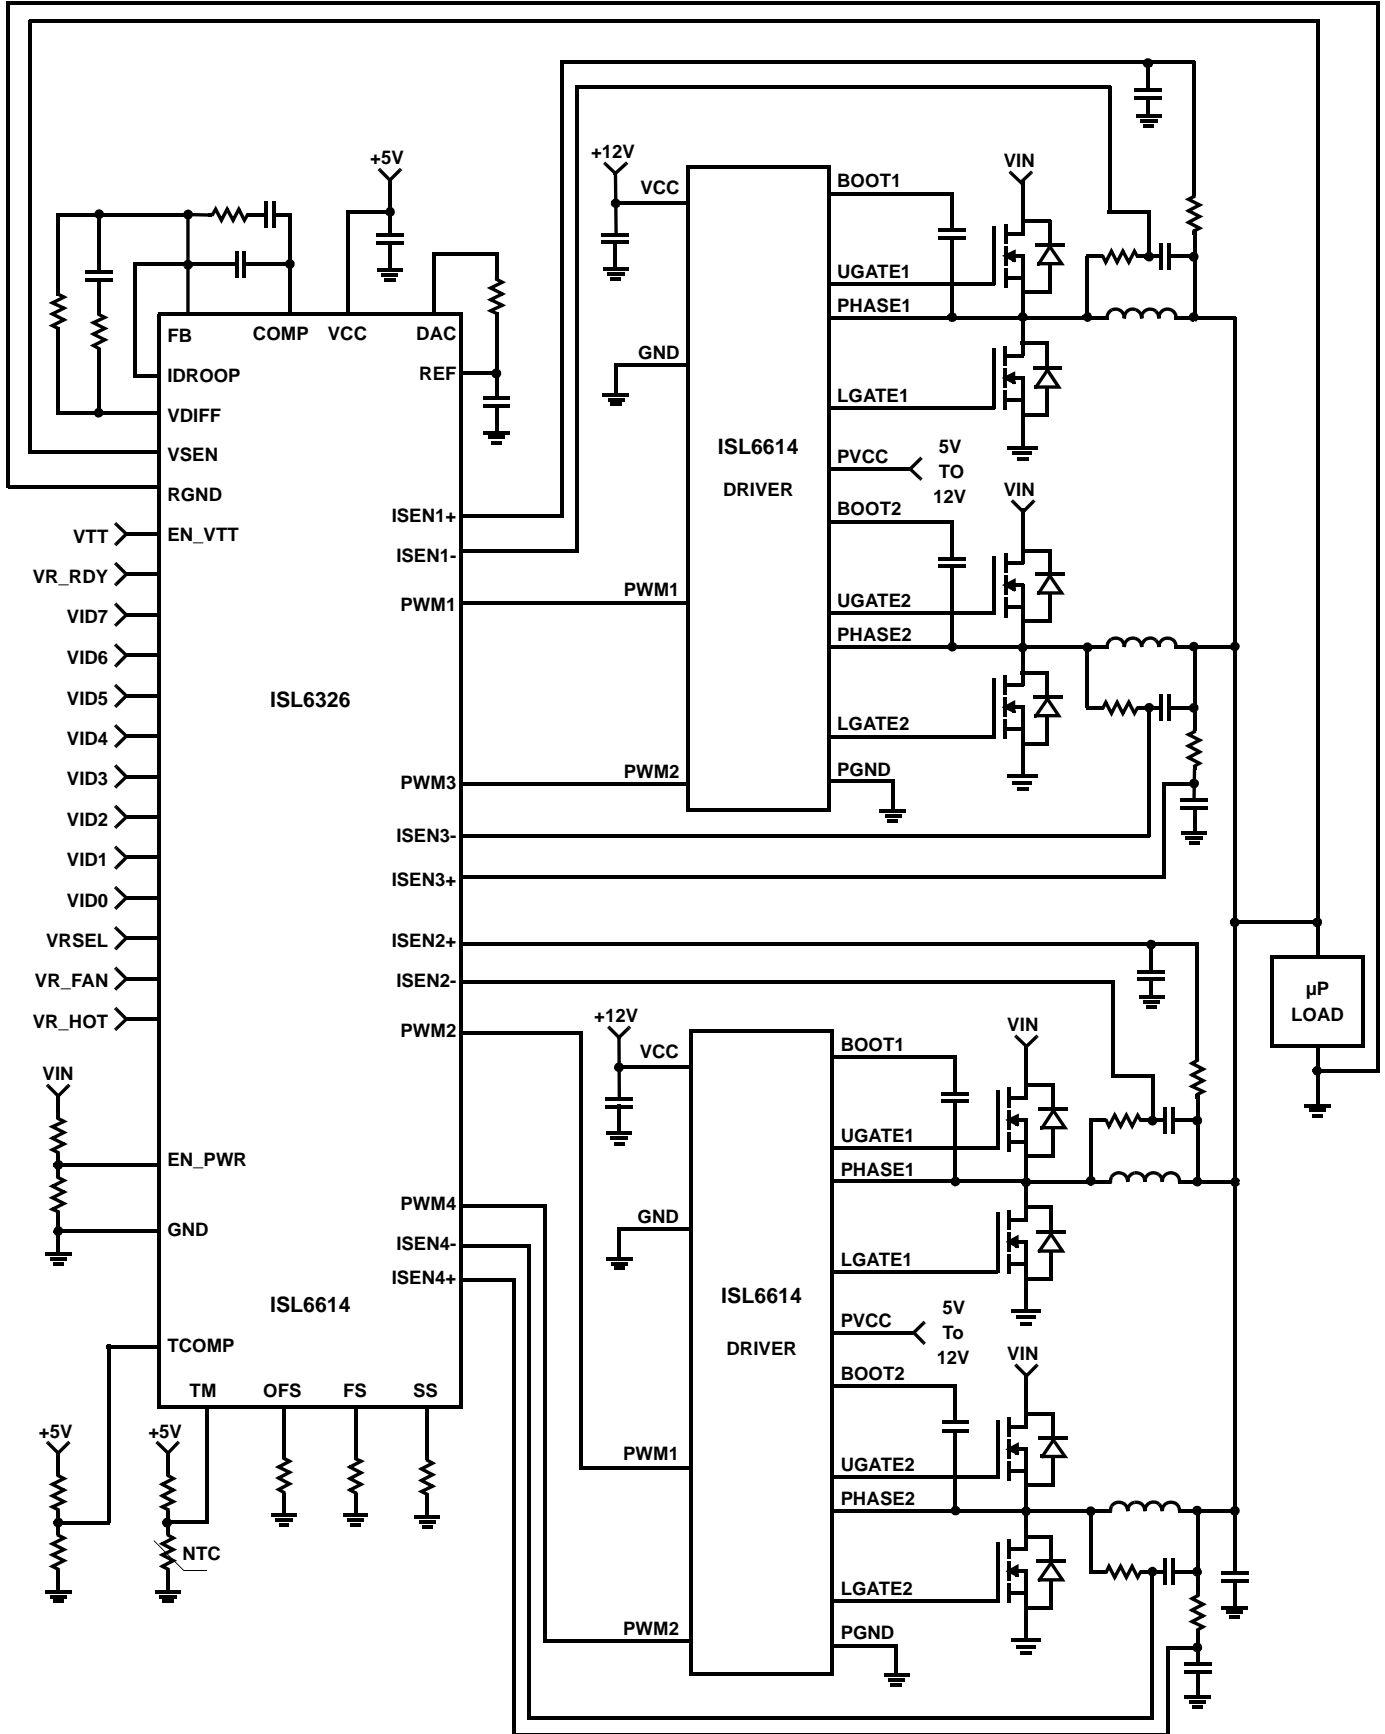 +5V
FB
COMP
VCC
DAC
IDROOP
REF
VDIFF
VSEN
RGND
ISEN1+
VTT
EN_VTT
ISEN1-
VR_RDY
PWM1
VID7
VID6
VID5
ISL6326
VID4
VID3
PWM3
VID2
ISEN3-
VID1
ISEN3+
VID0
VRSEL
ISEN2+
VR_FAN
ISEN2-
VR_HOT
PWM2
VIN
EN_PWR
PWM4
GND
ISEN4-
ISEN4+
ISL6614
TCOMP
TM
OFS
FS
SS
+5V
+5V
NTC
+12V
VCC
BOOT1
VIN
UGATE1
PHASE1
GND
LGATE1
ISL6614
DRIVER
PVCC
5V
TO
12V
BOOT2
VIN
PWM1
UGATE2
PHASE2
LGATE2
PWM2
PGND
µP
LOAD
+12V
VCC
BOOT1
VIN
UGATE1
PHASE1
GND
LGATE1
ISL6614
DRIVER
PVCC
5V
To
12V
BOOT2
VIN
PWM1
UGATE2
PHASE2
LGATE2
PWM2
PGND